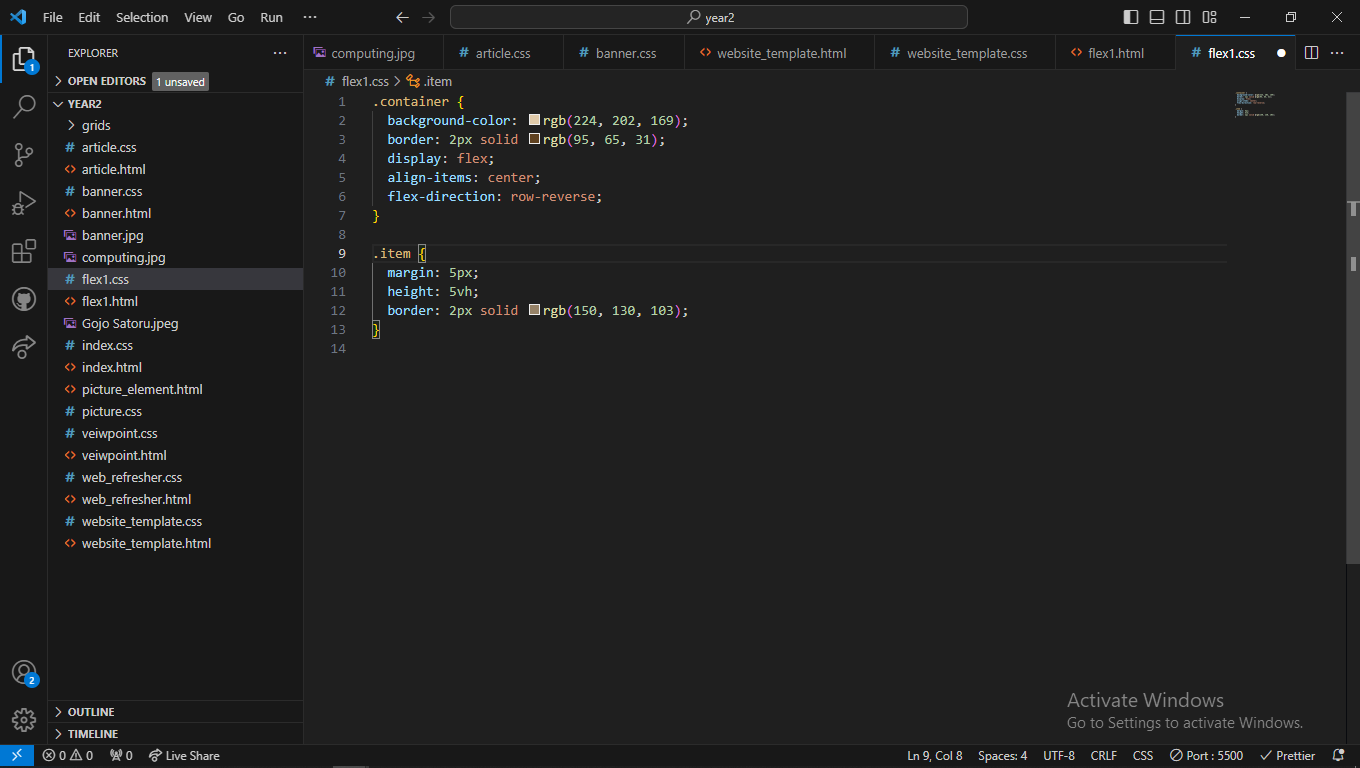 File Edit Selection View Go Run ··· year2
EXPLORER ···
OPEN EDITORS 1 unsaved
YEAR2
grids
# article.css
<> article.html
# banner.css
<> banner.html
banner.jpg
computing.jpg
# flex1.css
<> flex1.html
Gojo Satoru.jpeg
# index.css
<> index.html
<> picture_element.html
# picture.css
# veiwpoint.css
<> veiwpoint.html
# web_refresher.css
<> web_refresher.html
# website_template.css
<> website_template.html
OUTLINE
TIMELINE
1
2
computing.jpg # article.css # banner.css <> website_template.html # website_template.css <> flex1.html # flex1.css ···
# flex1.css > .item
1 .container {
2 background-color: rgb(224, 202, 169);
3 border: 2px solid rgb(95, 65, 31);
4 display: flex;
5 align-items: center;
6 flex-direction: row-reverse;
7 }
8
9 .item {
10 margin: 5px;
11 height: 5vh;
12 border: 2px solid rgb(150, 130, 103);
13 }
14
Activate Windows
Go to Settings to activate Windows.
0 0 0 Live Share Ln 9, Col 8 Spaces: 4 UTF-8 CRLF CSS Port : 5500 Prettier